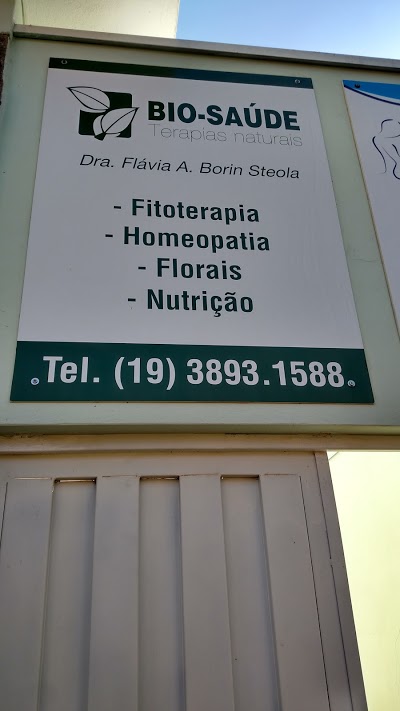 BIO-SAÚDE
Terapias naturais
Dra. Flávia A. Borin Steola
- Fitoterapia
- Homeopatia
- Florais
- Nutrição
Tel. (19) 3893.1588